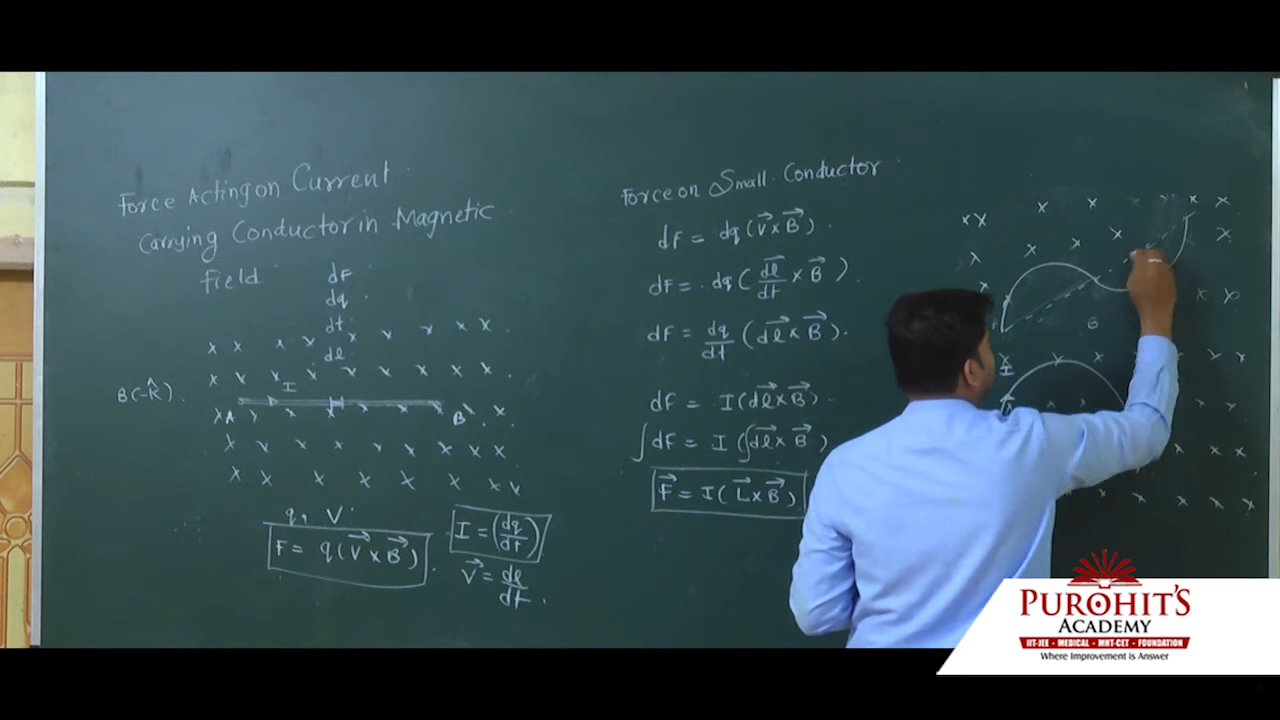 Force Acting on Current
Carrying Conductor in Magnetic
field
dF
dq
dt
dl
B(-k̂).
I
A
B
q, V
F = q(V⃗ × B⃗).
I = (dq/dt)
V⃗ = dl/dt.
Force on Small Conductor
dF = dq(V⃗ × B⃗).
dF = dq(dl⃗/dt × B⃗).
dF = dq/dt (dl⃗ × B⃗).
dF = I(dl⃗ × B⃗).
∫dF = I(∫dl⃗ × B⃗)
F⃗ = I(L⃗ × B⃗)
I
PUROHIT'S
ACADEMY
IIT-JEE - MEDICAL - MHT-CET - FOUNDATION
Where Improvement is Answer